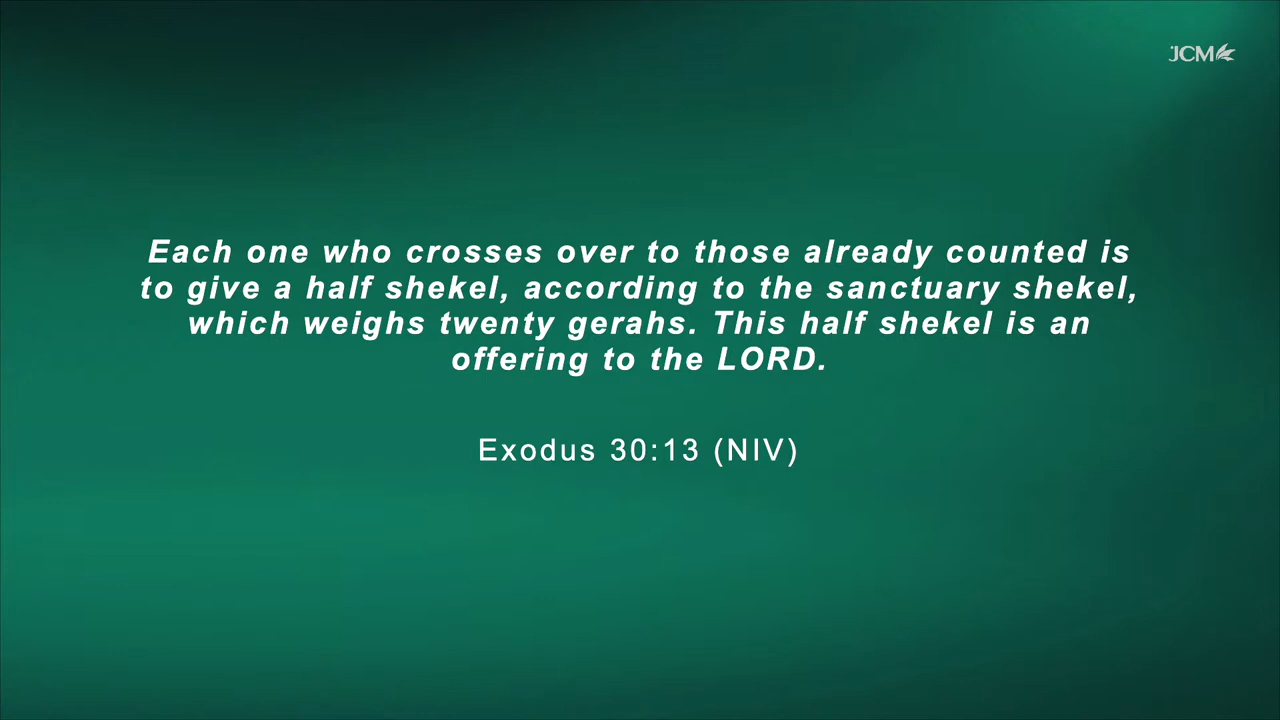 JCM
Each one who crosses over to those already counted is
to give a half shekel, according to the sanctuary shekel,
which weighs twenty gerahs. This half shekel is an
offering to the LORD.
Exodus 30:13 (NIV)